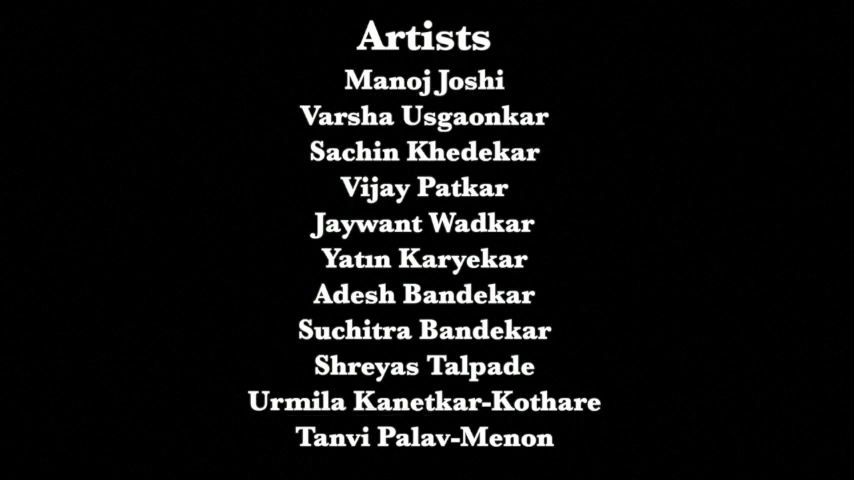 Artists
Manoj Joshi
Varsha Usgaonkar
Sachin Khedekar
Vijay Patkar
Jaywant Wadkar
Yatın Karyekar
Adesh Bandekar
Suchitra Bandekar
Shreyas Talpade
Urmila Kanetkar-Kothare
Tanvi Palav-Menon